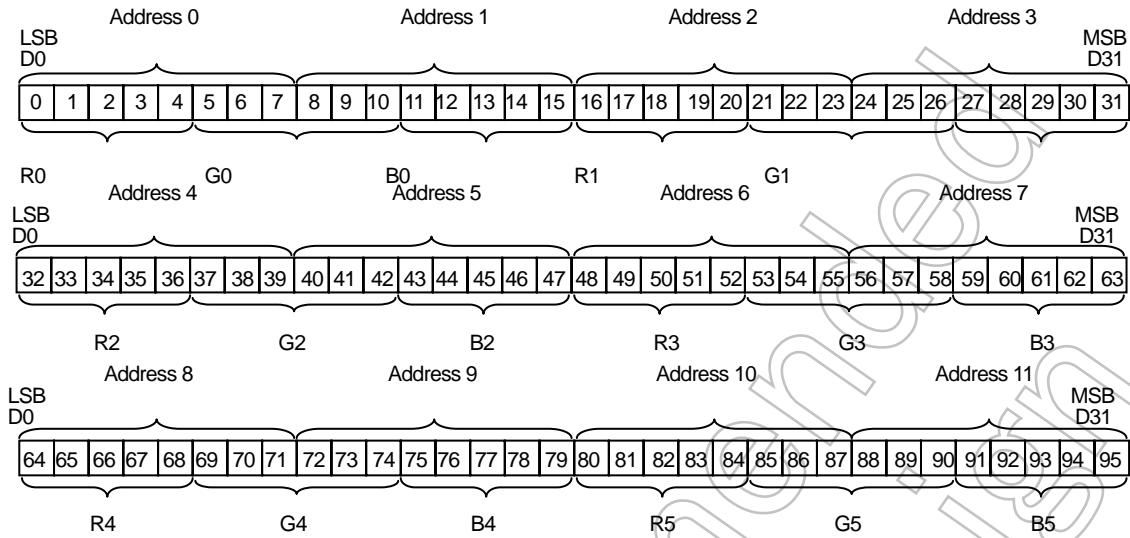 Address 0 Address 1 Address 2 Address 3
LSB MSB
D0 D31
0 1 2 3 4 5 6 7 8 9 10 11 12 13 14 15 16 17 18 19 20 21 22 23 24 25 26 27 28 29 30 31
R0 G0 B0 R1 G1
Address 4 Address 5 Address 6 Address 7
LSB MSB
D0 D31
32 33 34 35 36 37 38 39 40 41 42 43 44 45 46 47 48 49 50 51 52 53 54 55 56 57 58 59 60 61 62 63
R2 G2 B2 R3 G3 B3
Address 8 Address 9 Address 10 Address 11
LSB MSB
D0 D31
64 65 66 67 68 69 70 71 72 73 74 75 76 77 78 79 80 81 82 83 84 85 86 87 88 89 90 91 92 93 94 95
R4 G4 B4 R5 G5 B5